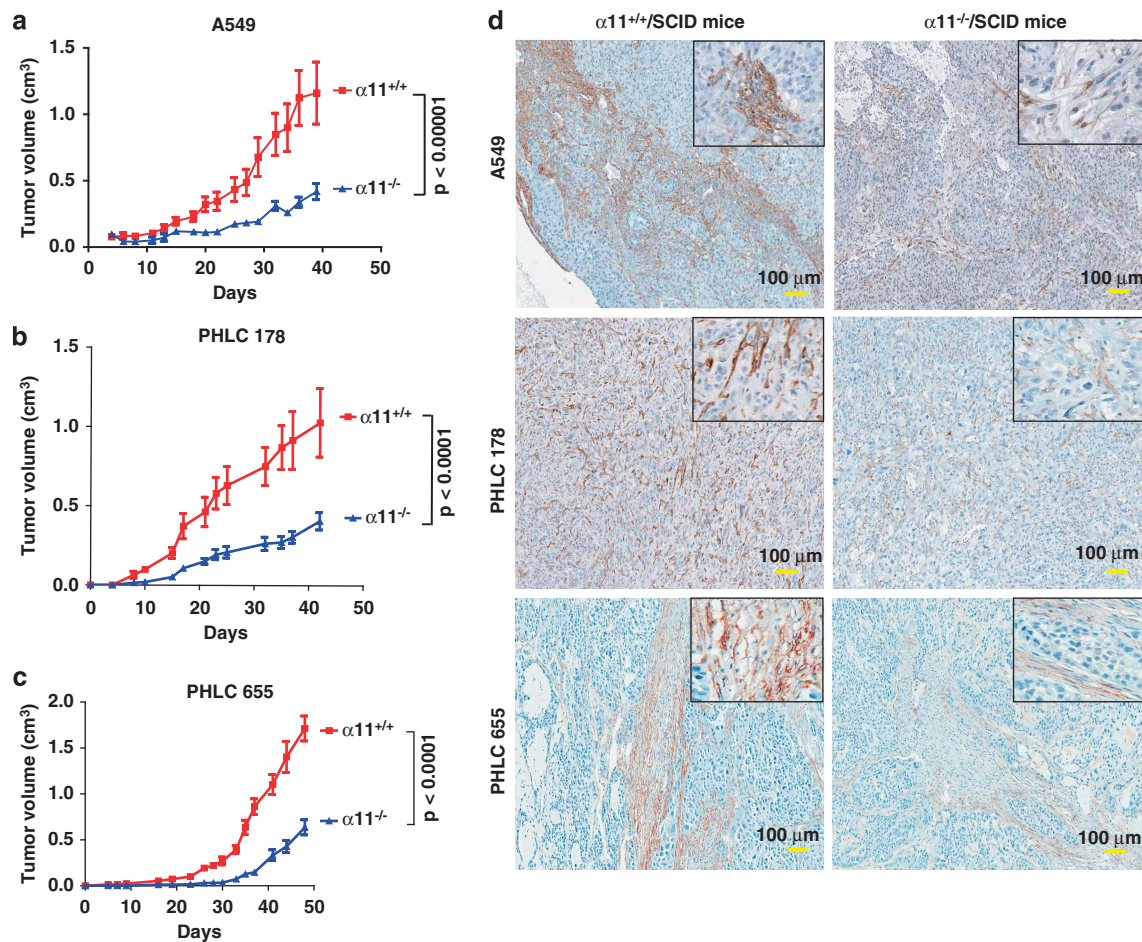 a
A549
Tumor volume (cm³)
1.5
1.0
0.5
0.0
0 10 20 30 40 50
Days
α11⁺/⁺
α11⁻/⁻
p < 0.00001
b
PHLC 178
Tumor volume (cm³)
1.5
1.0
0.5
0.0
0 10 20 30 40 50
Days
α11⁺/⁺
α11⁻/⁻
p < 0.0001
c
PHLC 655
Tumor volume (cm³)
2.0
1.5
1.0
0.5
0.0
0 10 20 30 40 50
Days
α11⁺/⁺
α11⁻/⁻
p < 0.0001
d
α11⁺/⁺/SCID mice
α11⁻/⁻/SCID mice
A549
100 μm
100 μm
PHLC 178
100 μm
100 μm
PHLC 655
100 μm
100 μm